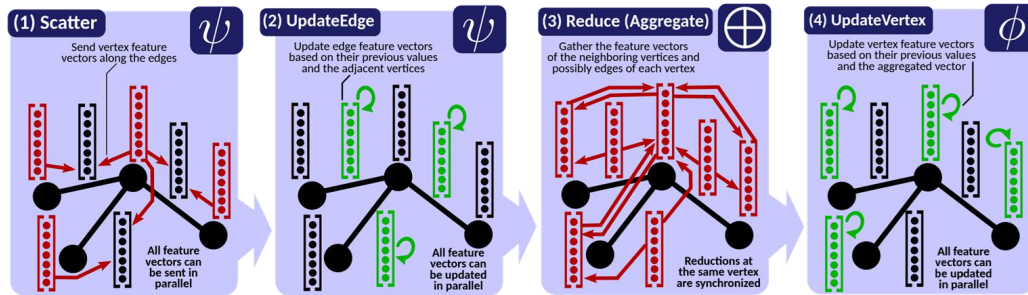 (1) Scatter
ψ
Send vertex feature
vectors along the edges
All feature
vectors can
be sent in
parallel
(2) UpdateEdge
ψ
Update edge feature vectors
based on their previous values
and the adjacent vertices
All feature
vectors can
be updated
in parallel
(3) Reduce (Aggregate)
⊕
Gather the feature vectors
of the neighboring vertices and
possibly edges of each vertex
Reductions at
the same vertex
are synchronized
(4) UpdateVertex
ϕ
Update vertex feature vectors
based on their previous values
and the aggregated vector
All feature
vectors can
be updated
in parallel